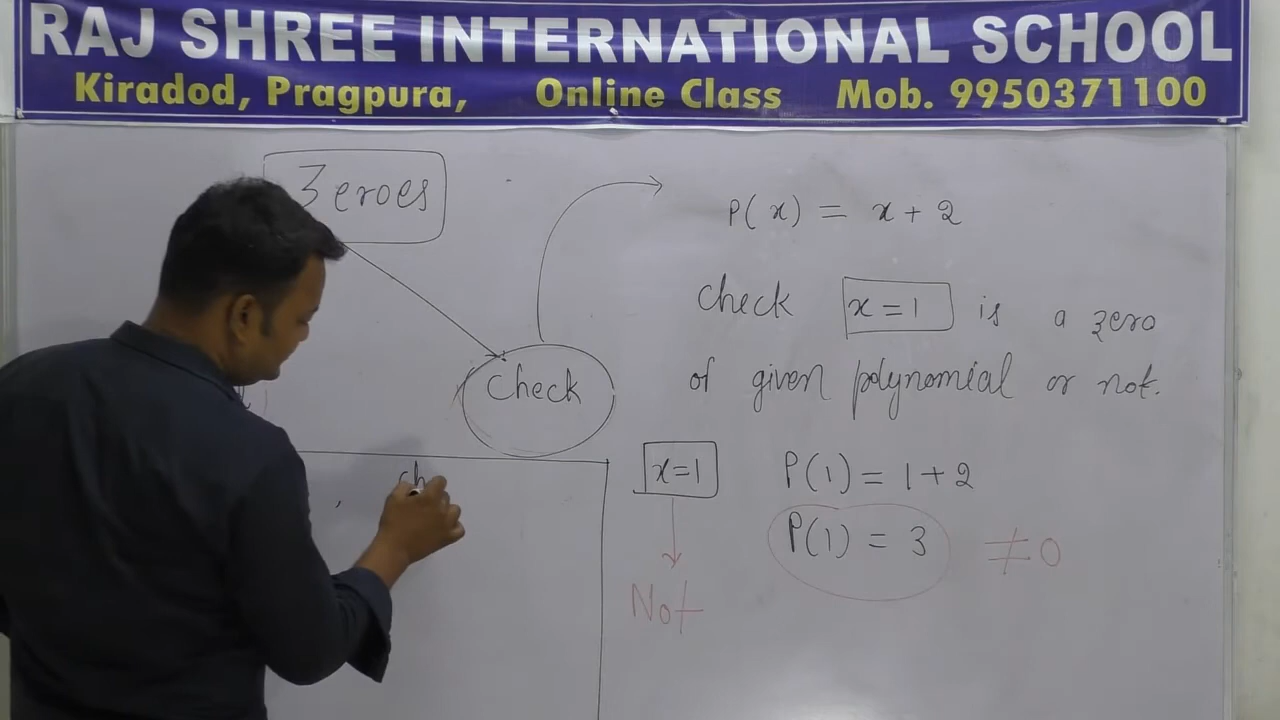 RAJ SHREE INTERNATIONAL SCHOOL
Kiradod, Pragpura, Online Class Mob. 9950371100
Zeroes
check
P(x) = x + 2
check x=1 is a zero
of given polynomial or not.
x=1
P(1) = 1+2
P(1) = 3 ≠0
Not
ch